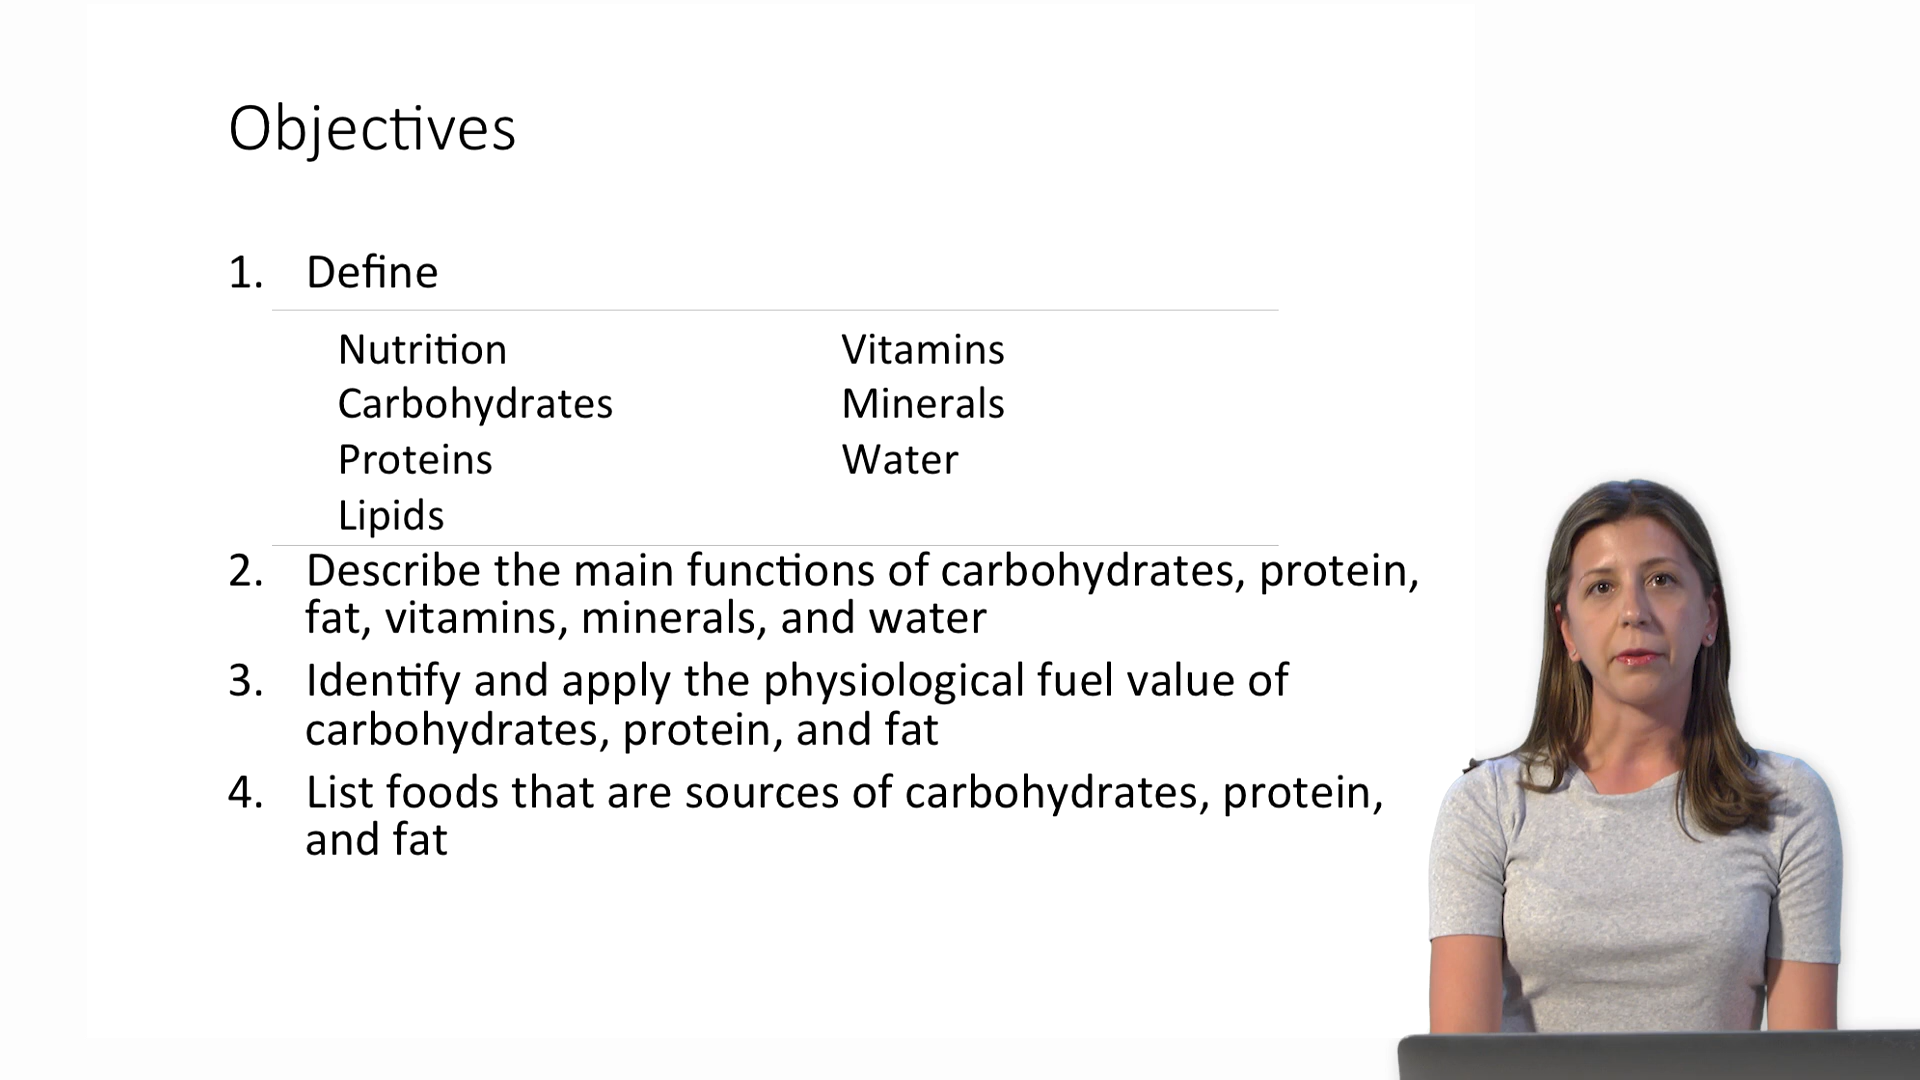 Objectives
1. Define
Nutrition Vitamins
Carbohydrates Minerals
Proteins Water
Lipids
2. Describe the main functions of carbohydrates, protein,
fat, vitamins, minerals, and water
3. Identify and apply the physiological fuel value of
carbohydrates, protein, and fat
4. List foods that are sources of carbohydrates, protein,
and fat